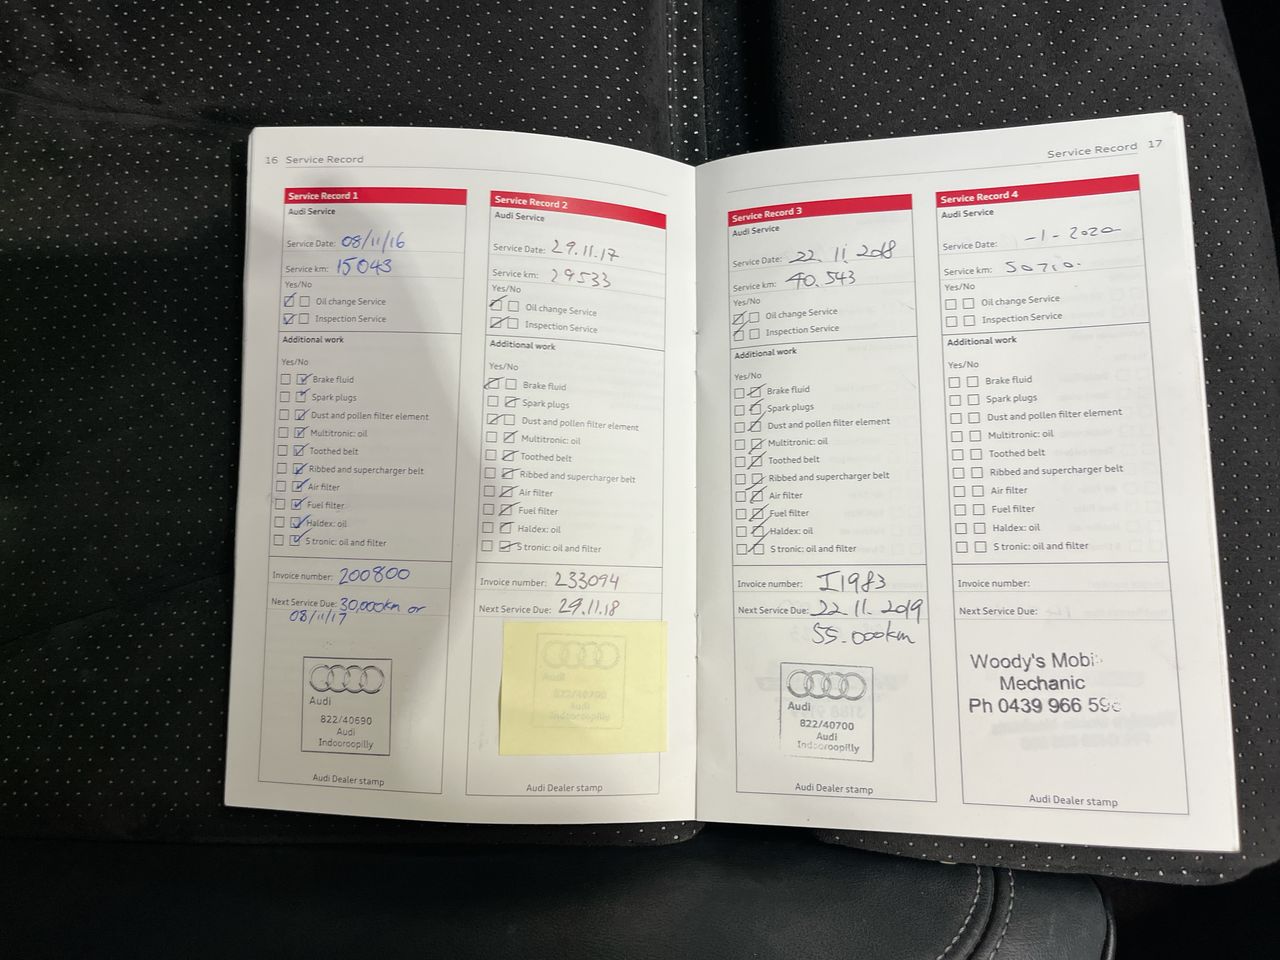 16 Service Record
Service Record 1
Audi Service
Service Date: 08/11/16
Service km: 15043
Yes/No
Oil change Service
Inspection Service
Additional work
Yes/No
Brake fluid
Spark plugs
Dust and pollen filter element
Multitronic: oil
Toothed belt
Ribbed and supercharger belt
Air filter
Fuel filter
Haldex: oil
S tronic: oil and filter
Invoice number: 200800
Next Service Due: 30,000km or
08/11/17
Audi
822/40690
Audi
Indooroopilly
Audi Dealer stamp
Service Record 2
Audi Service
Service Date: 29.11.17
Service km: 29533
Yes/No
Oil change Service
Inspection Service
Additional work
Yes/No
Brake fluid
Spark plugs
Dust and pollen filter element
Multitronic: oil
Toothed belt
Ribbed and supercharger belt
Air filter
Fuel filter
Haldex: oil
S tronic: oil and filter
Invoice number: 233094
Next Service Due: 29.11.18
Audi
822/40700
Audi
Indooroopilly
Audi Dealer stamp
Service Record 17
Service Record 3
Audi Service
Service Date: 22.11.2018
Service km: 40.543
Yes/No
Oil change Service
Inspection Service
Additional work
Yes/No
Brake fluid
Spark plugs
Dust and pollen filter element
Multitronic: oil
Toothed belt
Ribbed and supercharger belt
Air filter
Fuel filter
Haldex: oil
S tronic: oil and filter
Invoice number: I1983
Next Service Due: 22.11.2019
55.000km
Audi
822/40700
Audi
Indooroopilly
Audi Dealer stamp
Service Record 4
Audi Service
Service Date: -1-2020
Service km:
Yes/No
Oil change Service
Inspection Service
Additional work
Yes/No
Brake fluid
Spark plugs
Dust and pollen filter element
Multitronic: oil
Toothed belt
Ribbed and supercharger belt
Air filter
Fuel filter
Haldex: oil
S tronic: oil and filter
Invoice number:
Next Service Due:
Woody's Mobi
Mechanic
Ph 0439 966 59
Audi Dealer stamp